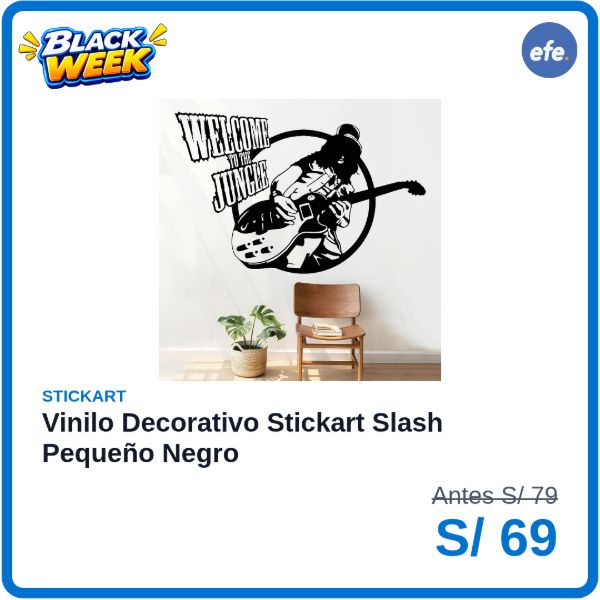 BLACK
WEEK
efe.
WELCOME
TO THE
JUNGLE
STICKART
Vinilo Decorativo Stickart Slash
Pequeño Negro
Antes S/ 79
S/ 69